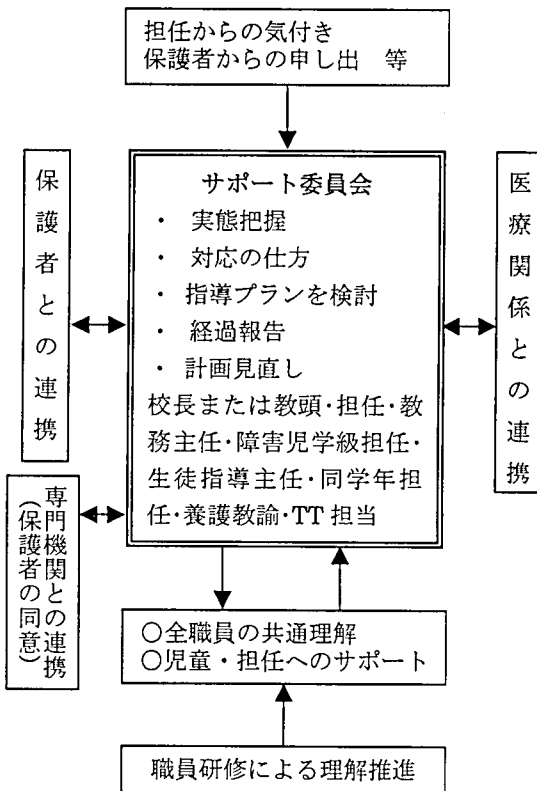 担任からの気付き
保護者からの申し出　等
保護者との連携
サポート委員会
・　実態把握
・　対応の仕方
・　指導プランを検討
・　経過報告
・　計画見直し
校長または教頭・担任・教
務主任・障害児学級担任・
生徒指導主任・同学年担
任・養護教諭・TT 担当
医療関係との連携
専門機関との連携
（保護者の同意）
○全職員の共通理解
○児童・担任へのサポート
職員研修による理解推進